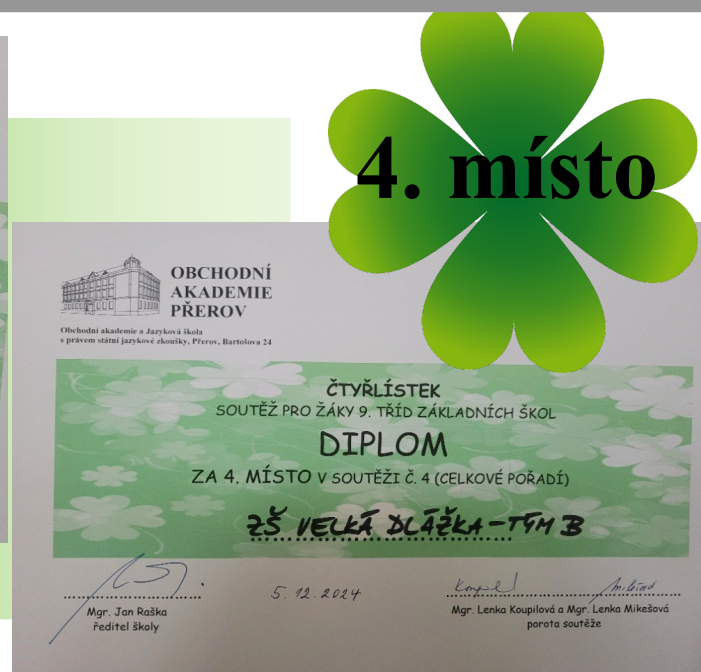 4. místo
OBCHODNÍ
AKADEMIE
PŘEROV
Obchodní akademie a Jazyková škola
s právem státní jazykové zkoušky, Přerov, Bartošova 24
ČTYŘLÍSTEK
SOUTĚŽ PRO ŽÁKY 9. TŘÍD ZÁKLADNÍCH ŠKOL
DIPLOM
ZA 4. MÍSTO V SOUTĚŽI Č. 4 (CELKOVÉ POŘADÍ)
ZŠ VELKÁ DLÁŽKA-TÝM B
5. 12. 2024
Mgr. Jan Raška
ředitel školy
Mgr. Lenka Koupilová a Mgr. Lenka Mikešová
porota soutěže